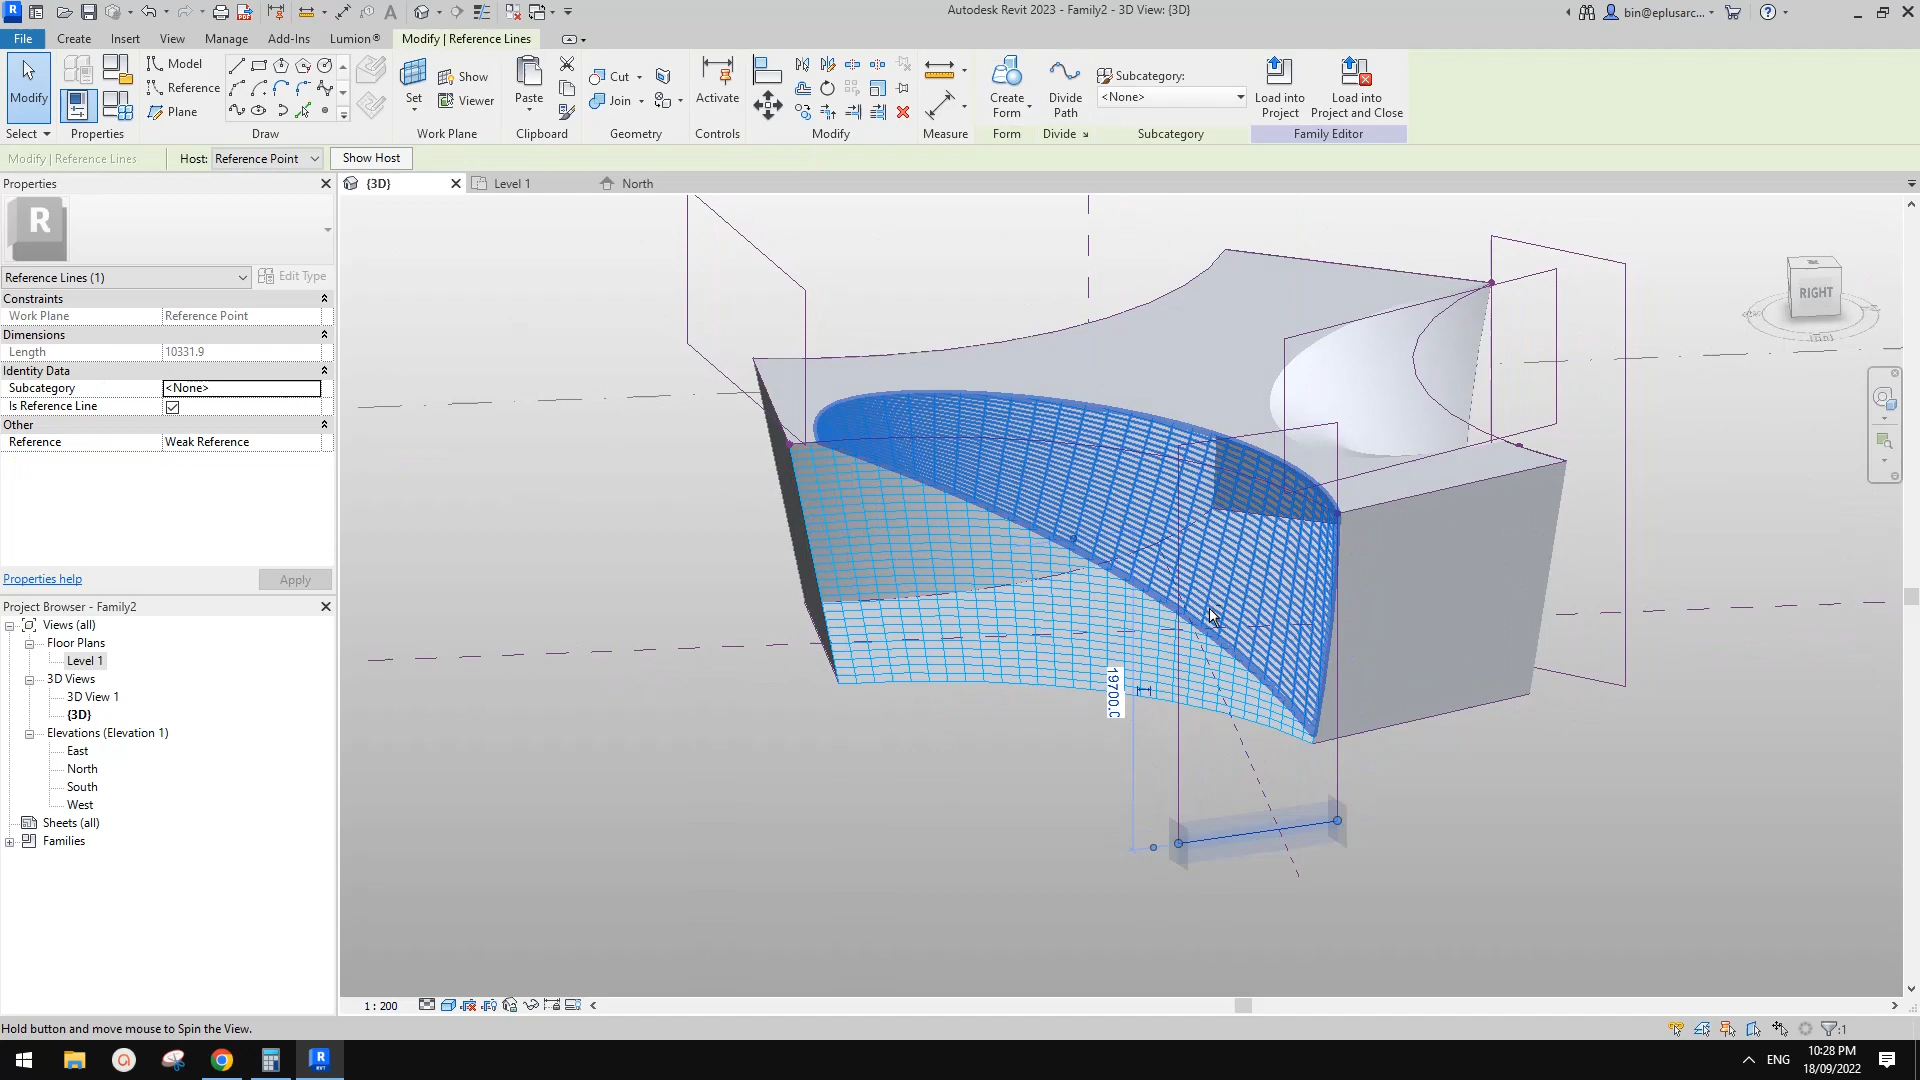 Autodesk Revit 2023 - Family2 - 3D View: {3D}
bin@eplusarc...
File
Create
Insert
View
Manage
Add-Ins
Lumion®
Modify | Reference Lines
Modify
Model
Reference
Plane
Set
Show
Viewer
Paste
Cut
Join
Activate
Create
Form
Divide
Path
Subcategory:
<None>
Load into
Project
Load into
Project and Close
Select
Properties
Draw
Work Plane
Clipboard
Geometry
Controls
Modify
Measure
Form
Divide
Subcategory
Family Editor
Modify | Reference Lines
Host:
Reference Point
Show Host
Properties
{3D}
Level 1
North
R
Reference Lines (1)
Edit Type
Constraints
Work Plane
Reference Point
Dimensions
Length
10331.9
Identity Data
Subcategory
<None>
Is Reference Line
Other
Reference
Weak Reference
Properties help
Apply
Project Browser - Family2
Views (all)
Floor Plans
Level 1
3D Views
3D View 1
{3D}
Elevations (Elevation 1)
East
North
South
West
Sheets (all)
Families
RIGHT
19700.0
1 : 200
Hold button and move mouse to Spin the View.
:1
ENG
10:28 PM
18/09/2022